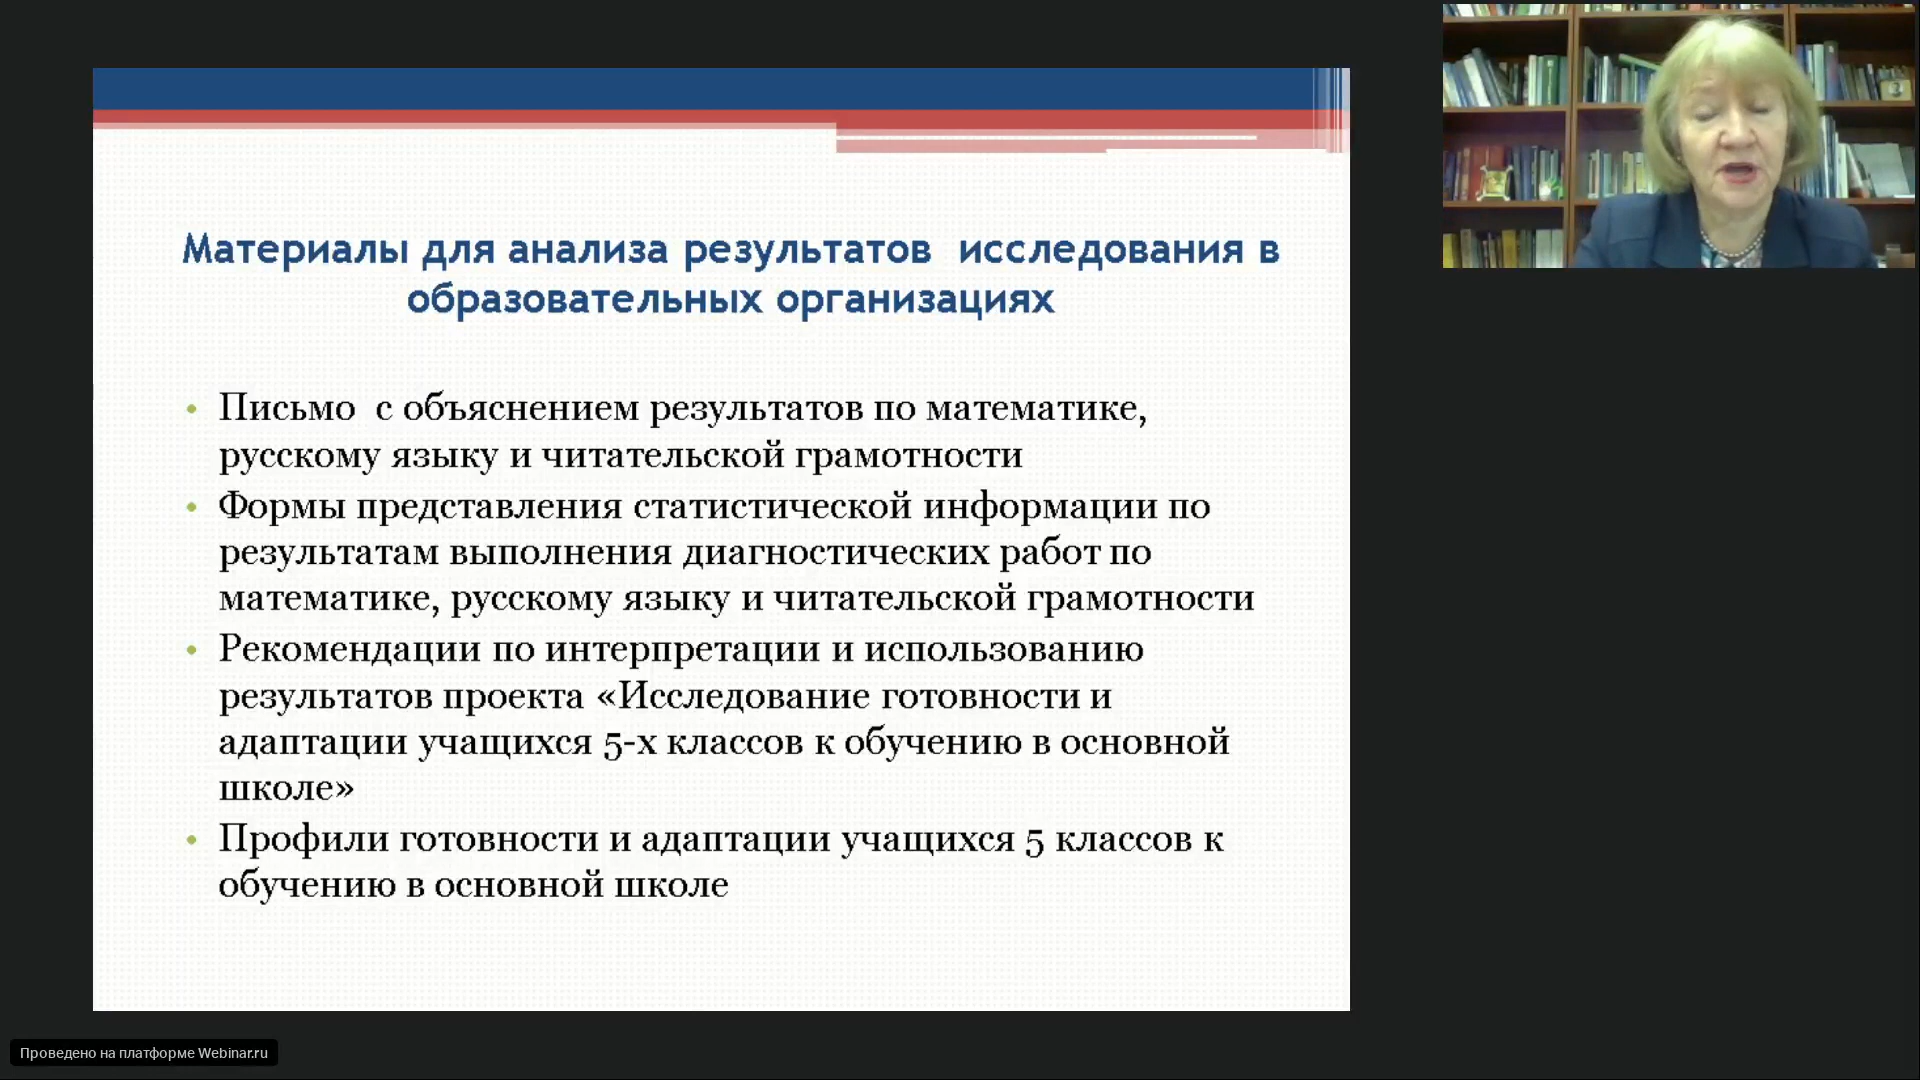 Материалы для анализа результатов исследования в
образовательных организациях
• Письмо с объяснением результатов по математике,
русскому языку и читательской грамотности
• Формы представления статистической информации по
результатам выполнения диагностических работ по
математике, русскому языку и читательской грамотности
• Рекомендации по интерпретации и использованию
результатов проекта «Исследование готовности и
адаптации учащихся 5-х классов к обучению в основной
школе»
• Профили готовности и адаптации учащихся 5 классов к
обучению в основной школе
Проведено на платформе Webinar.ru